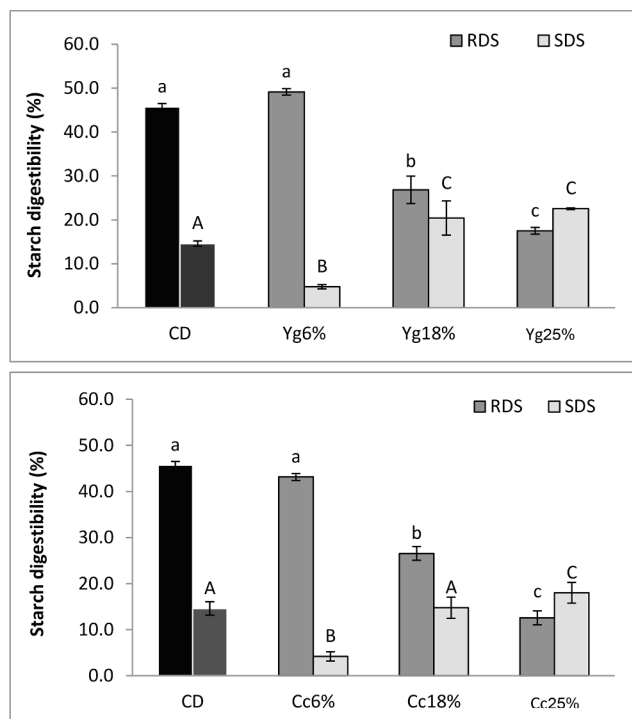 60.0
RDS SDS
a
a
50.0
40.0
Starch digestibility (%)
30.0
b
C
C
c
20.0
A
10.0
B
0.0
CD Yg6% Yg18% Yg25%
60.0
RDS SDS
50.0
a
a
40.0
Starch digestibility (%)
30.0
b
20.0
A
A
c
C
10.0
B
0.0
CD Cc6% Cc18% Cc25%